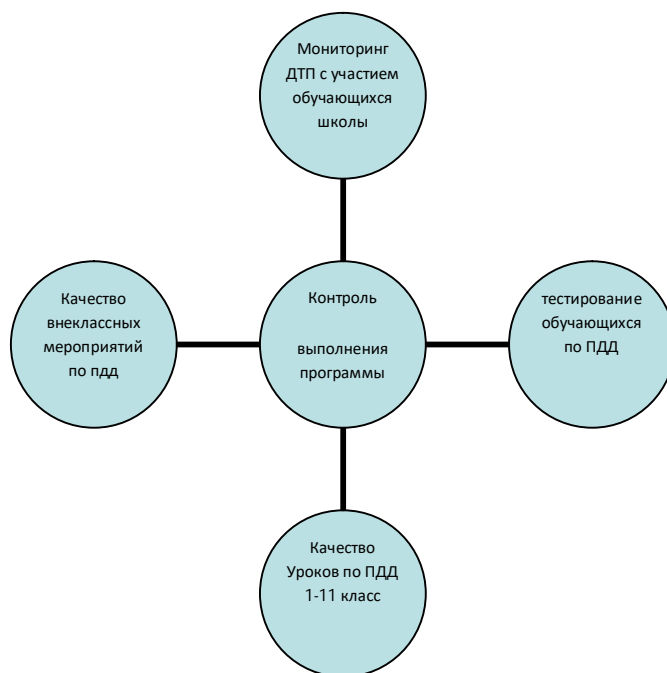 Мониторинг
ДТП с участием
обучающихся
школы
Качество
внеклассных
мероприятий
по пдд
Контроль
выполнения
программы
тестирование
обучающихся
по ПДД
Качество
Уроков по ПДД
1-11 класс